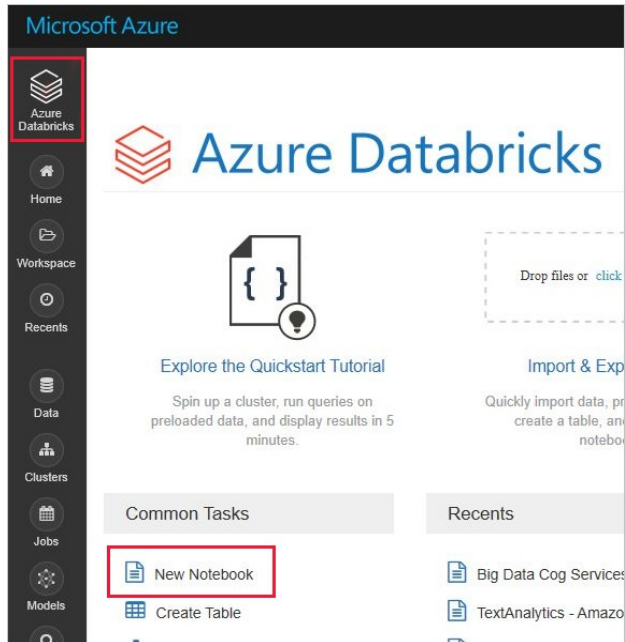 Microsoft Azure
Azure
Databricks
Home
Workspace
Recents
Data
Clusters
Jobs
Models
Azure Databricks
{ }
Explore the Quickstart Tutorial
Spin up a cluster, run queries on
preloaded data, and display results in 5
minutes.
Drop files or click
Import & Exp
Quickly import data, pr
create a table, an
notebo
Common Tasks
New Notebook
Create Table
Recents
Big Data Cog Services
TextAnalytics - Amazo